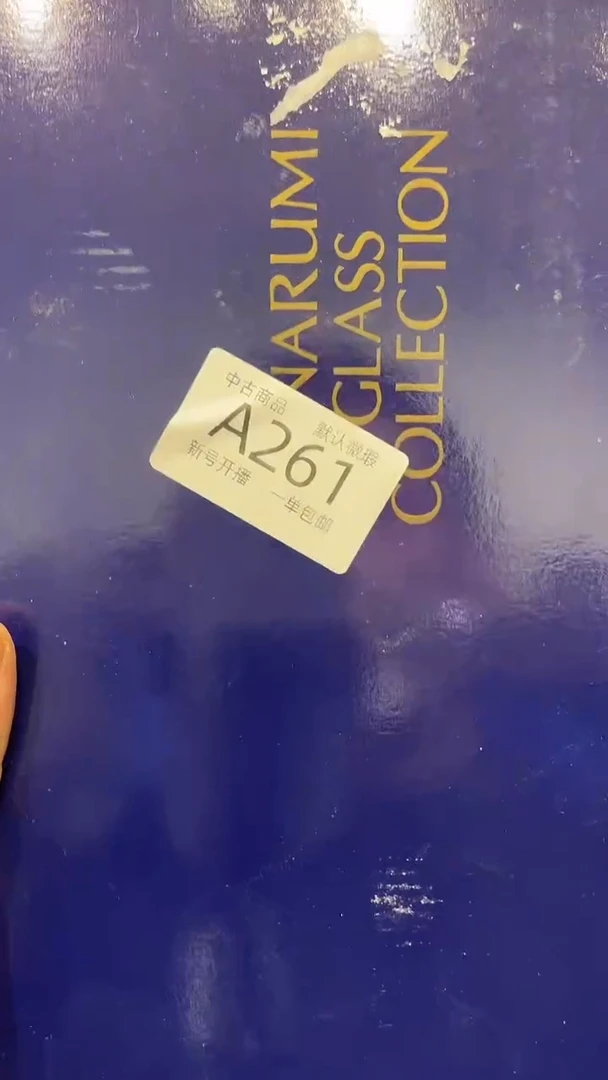 NARUMI
GLASS
COLLECTION
中古商品 默认微瑕
A261
新号开播 一单包邮